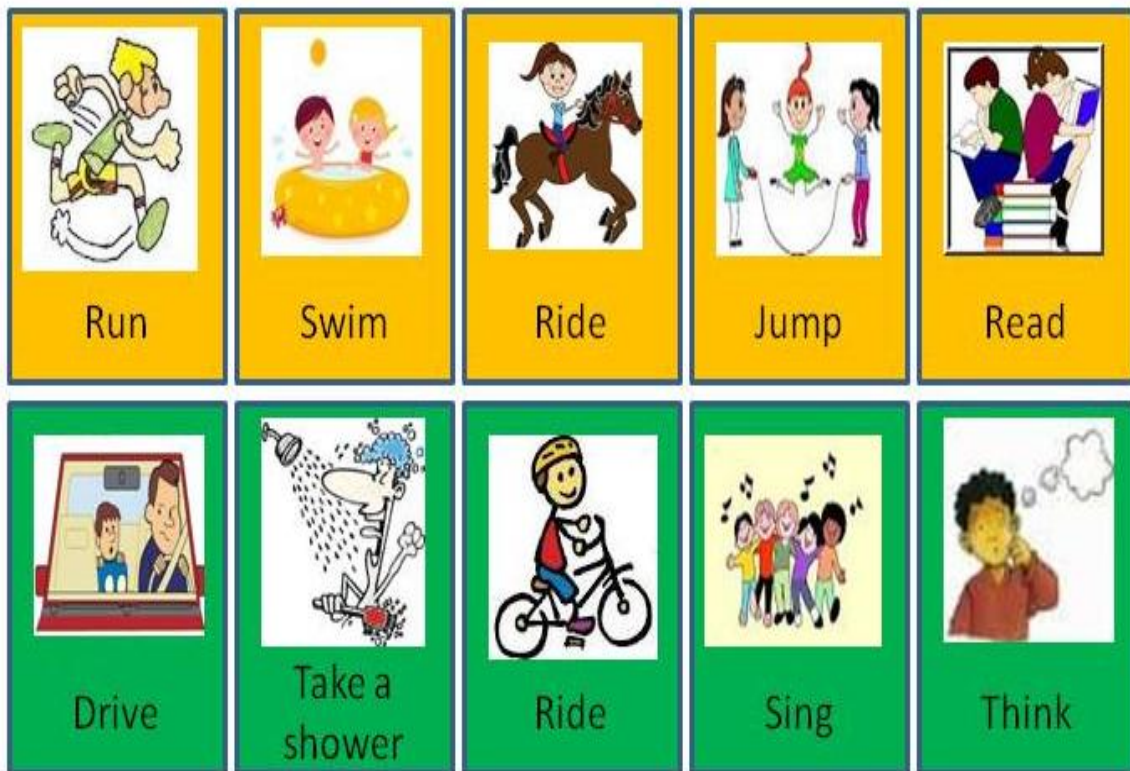 Run
Swim
Ride
Jump
Read
Drive
Take a
shower
Ride
Sing
Think